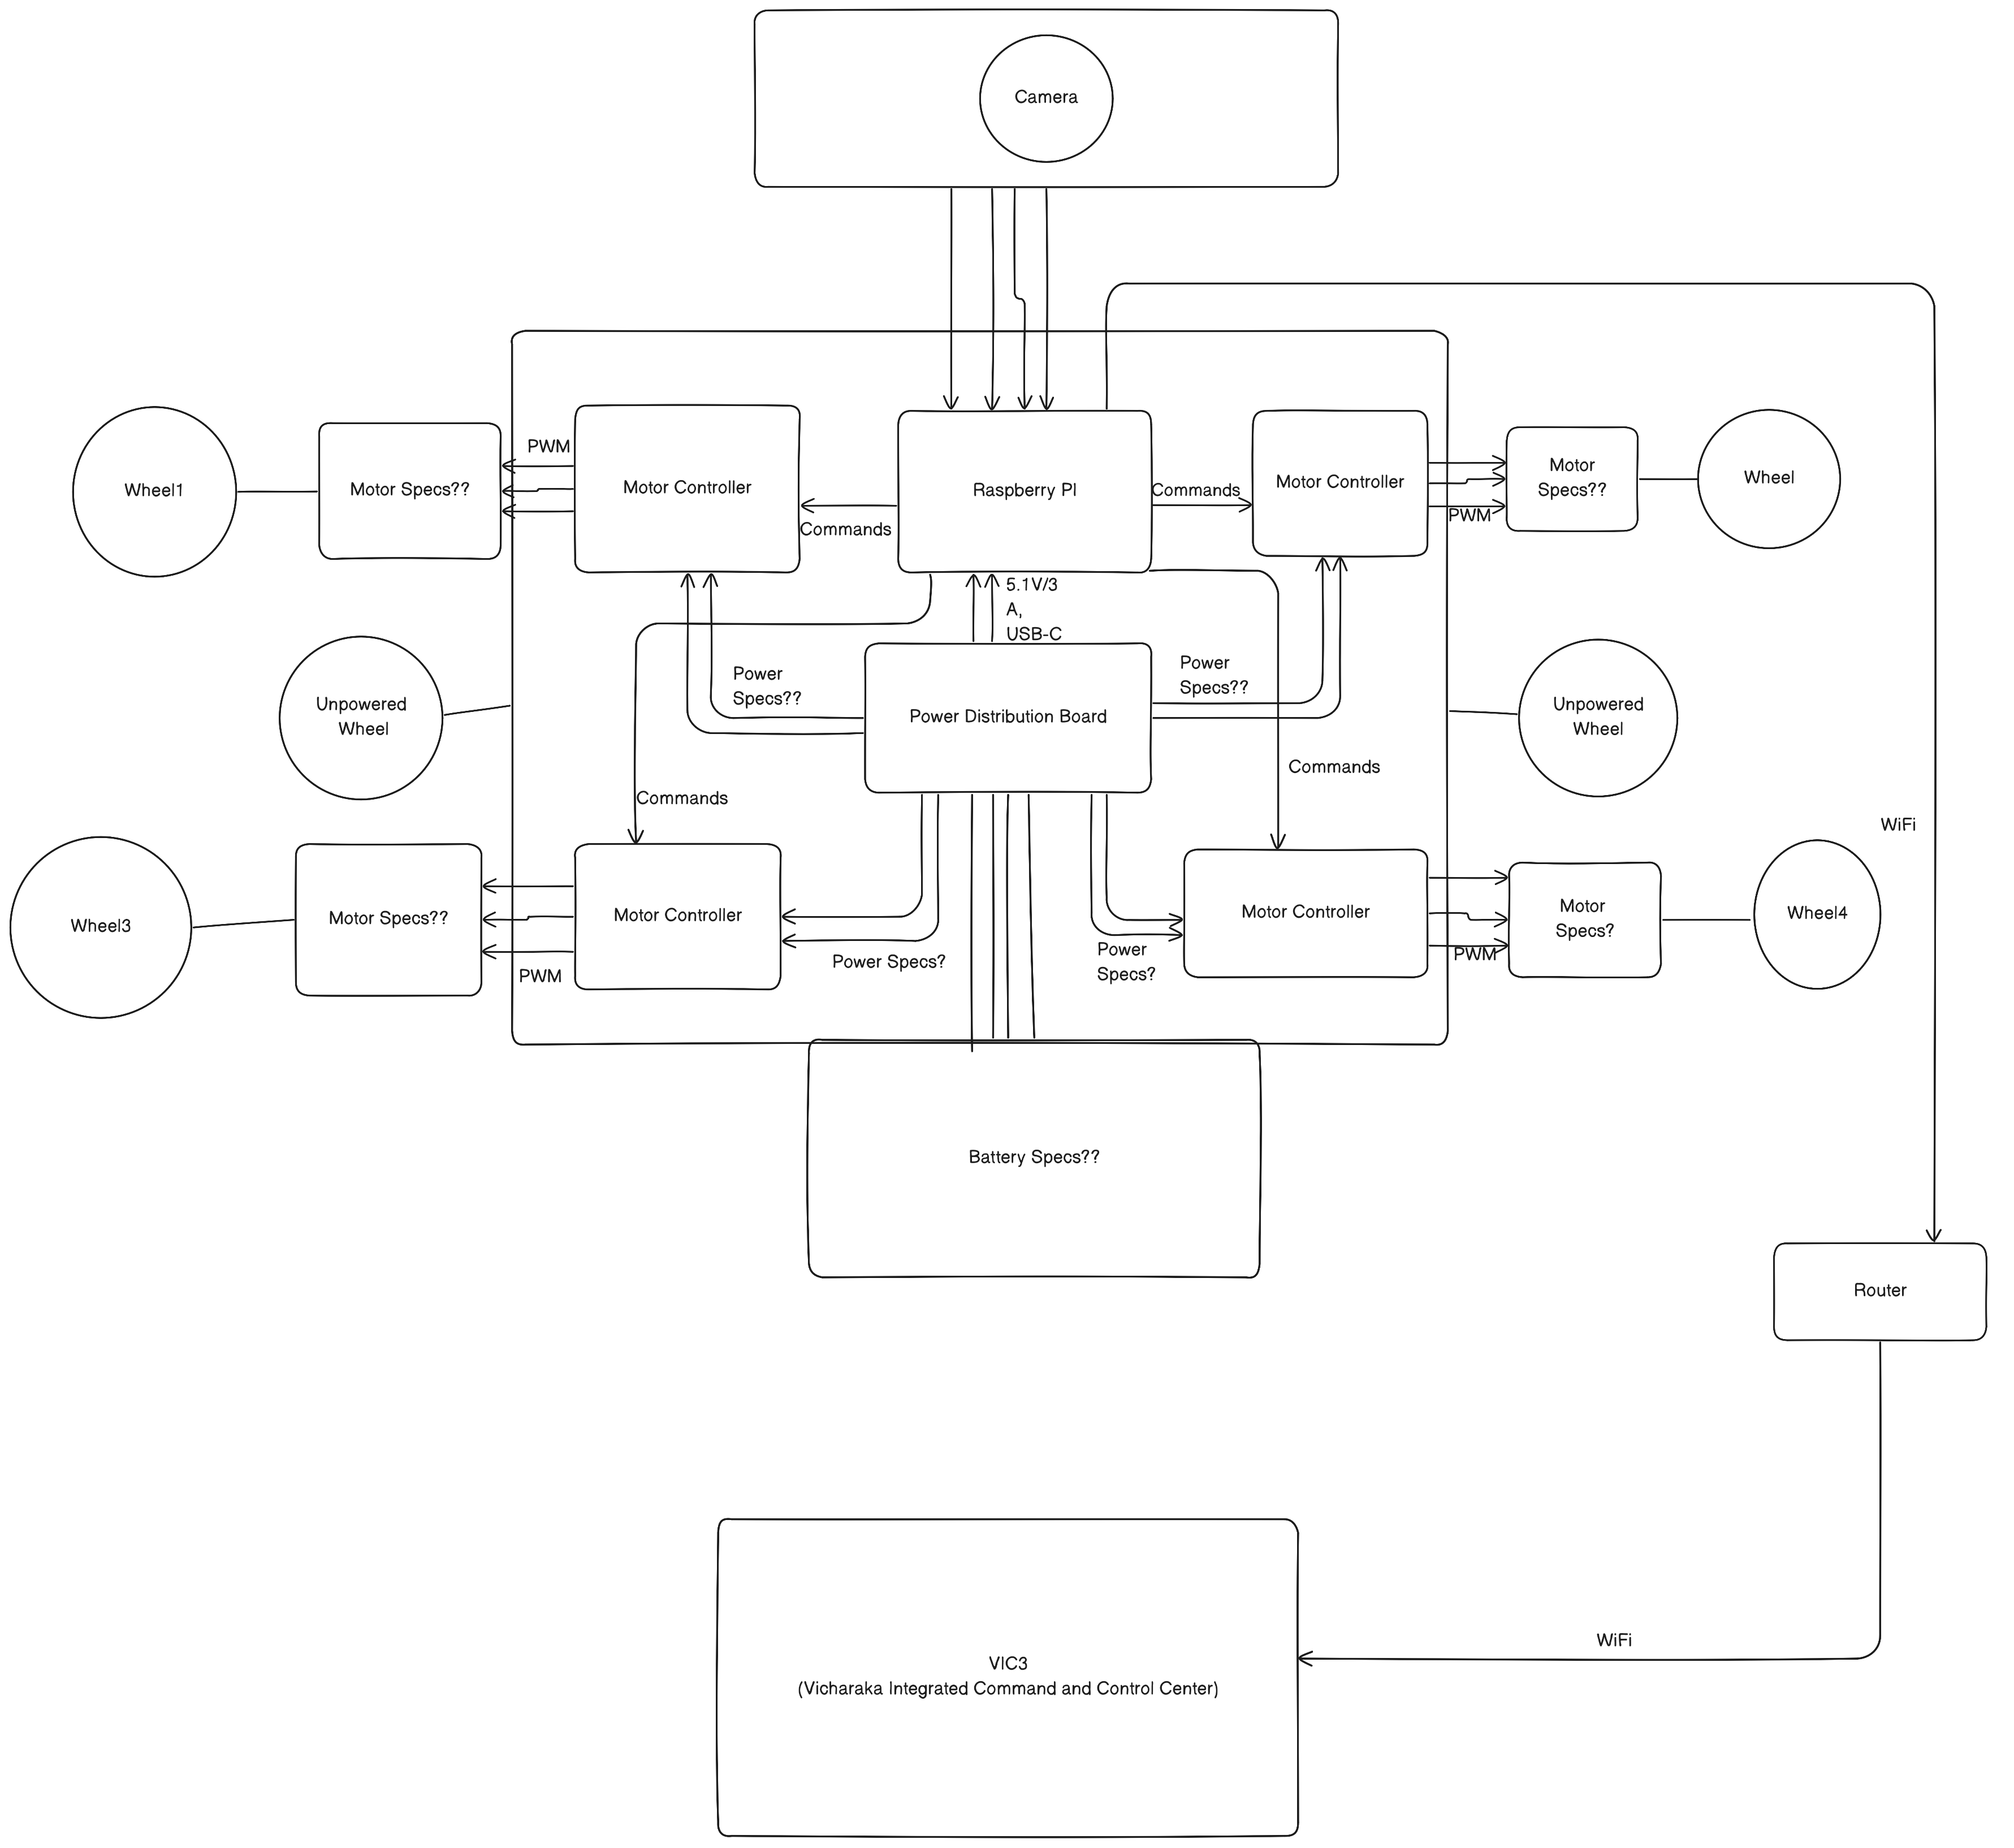 Camera
PWM
Wheel1
Motor Specs??
Motor Controller
Raspberry PI
Commands
Commands
Motor Controller
PWM
Motor
Specs??
Wheel
5.1V/3
A,
USB-C
Unpowered
Wheel
Power
Specs??
Power Distribution Board
Power
Specs??
Unpowered
Wheel
Commands
Commands
WiFi
Wheel3
Motor Specs??
PWM
Motor Controller
Power Specs?
Power
Specs?
Motor Controller
PWM
Motor
Specs?
Wheel4
Battery Specs??
Router
WiFi
VIC3
(Vicharaka Integrated Command and Control Center)